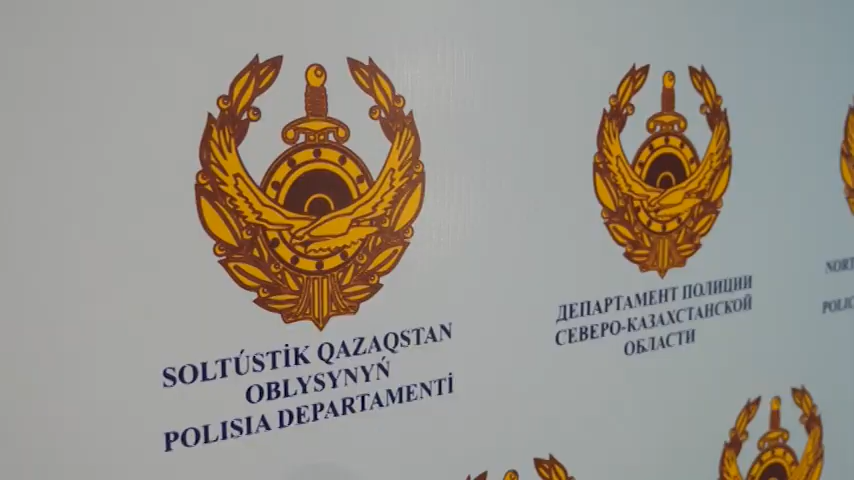 SOLTÚSTİK QAZAQSTAN
OBLYSYNYŃ
POLISIA DEPARTAMENTİ
ДЕПАРТАМЕНТ ПОЛИЦИИ
СЕВЕРО-КАЗАХСТАНСКОЙ
ОБЛАСТИ